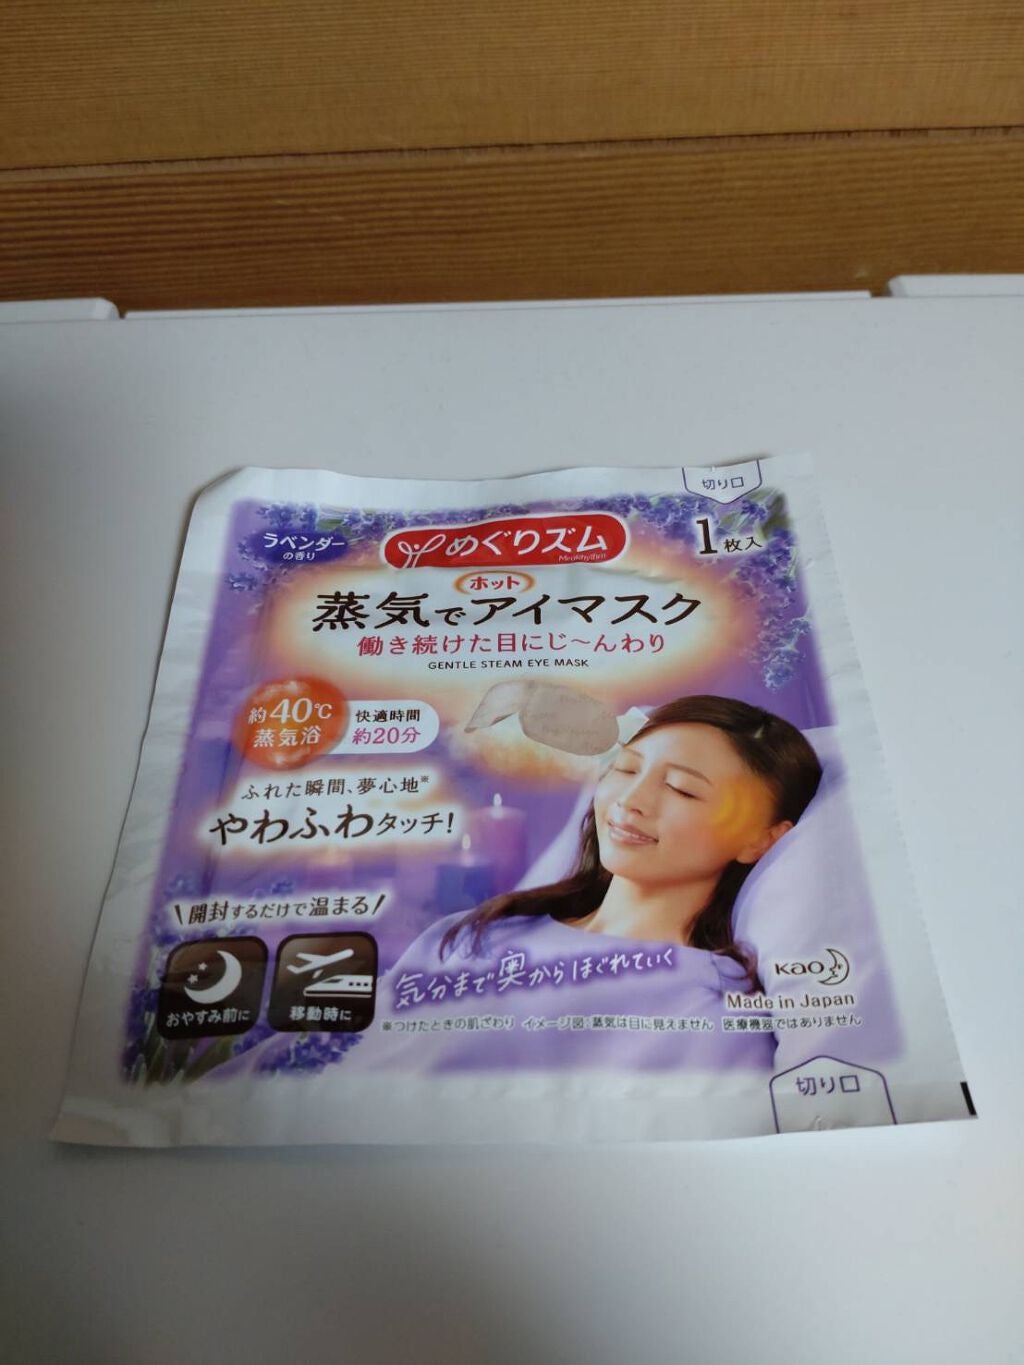 切り口
ラベンダー
の香り
めぐりズム
MegRhythm
1枚入
ホット
蒸気でアイマスク
働き続けた目にじ〜んわり
GENTLE STEAM EYE MASK
約40℃
蒸気浴
快適時間
約20分
ふれた瞬間、夢心地※
やわふわタッチ!
\開封するだけで温まる/
おやすみ前に
移動時に
気分まで奥からほぐれていく
Kao
Made in Japan
※つけたときの肌ざわり イメージ図:蒸気は目に見えません 医療機器ではありません
切り口